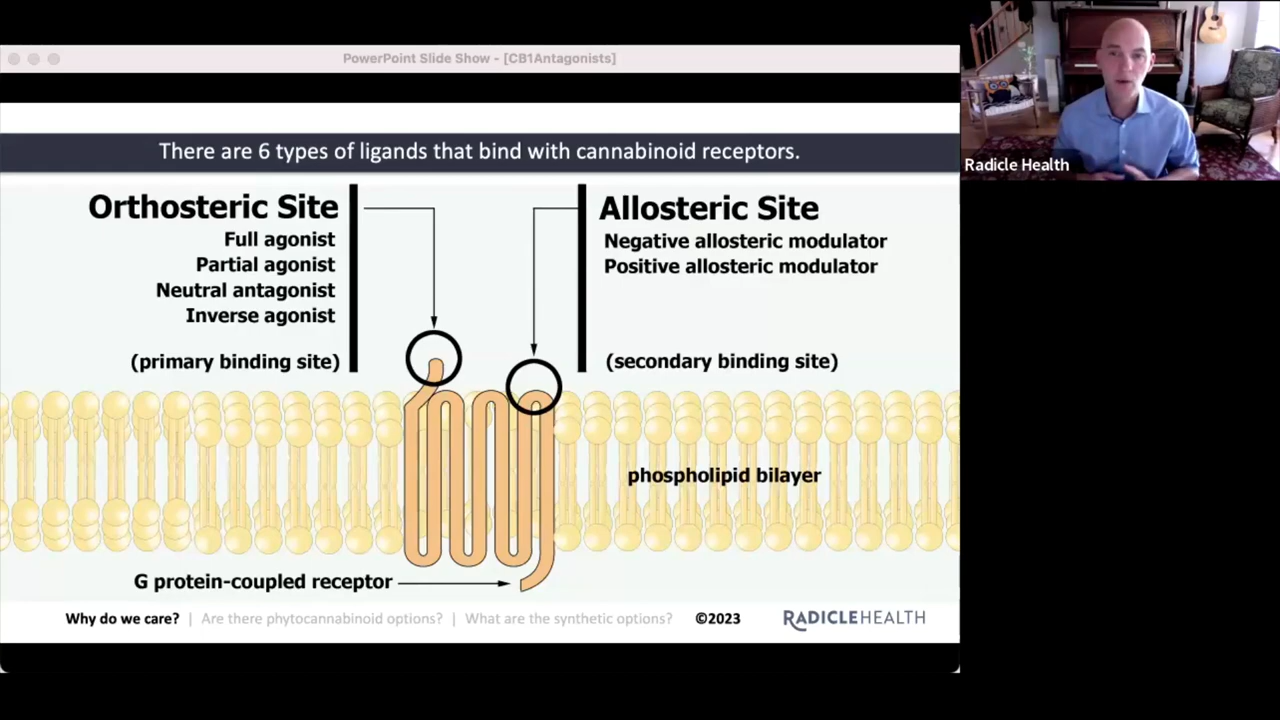 PowerPoint Slide Show - [CB1Antagonists]
There are 6 types of ligands that bind with cannabinoid receptors.
Orthosteric Site
Full agonist
Partial agonist
Neutral antagonist
Inverse agonist
(primary binding site)
Allosteric Site
Negative allosteric modulator
Positive allosteric modulator
(secondary binding site)
phospholipid bilayer
G protein-coupled receptor
Why do we care? | Are there phytocannabinoid options? | What are the synthetic options? ©2023 RADICLEHEALTH
Radicle Health